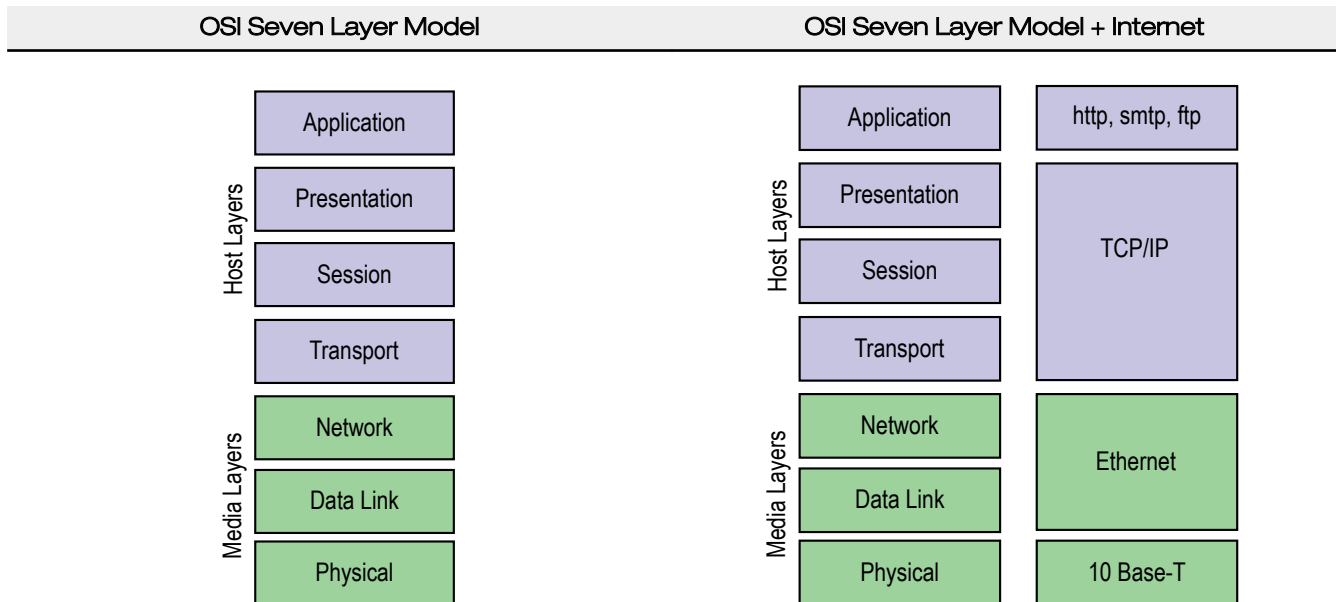 OSI Seven Layer Model
Application
Presentation
Session
Transport
Network
Data Link
Physical
Host Layers
Media Layers
OSI Seven Layer Model + Internet
Application
Presentation
Session
Transport
Network
Data Link
Physical
Host Layers
Media Layers
http, smtp, ftp
TCP/IP
Ethernet
10 Base-T